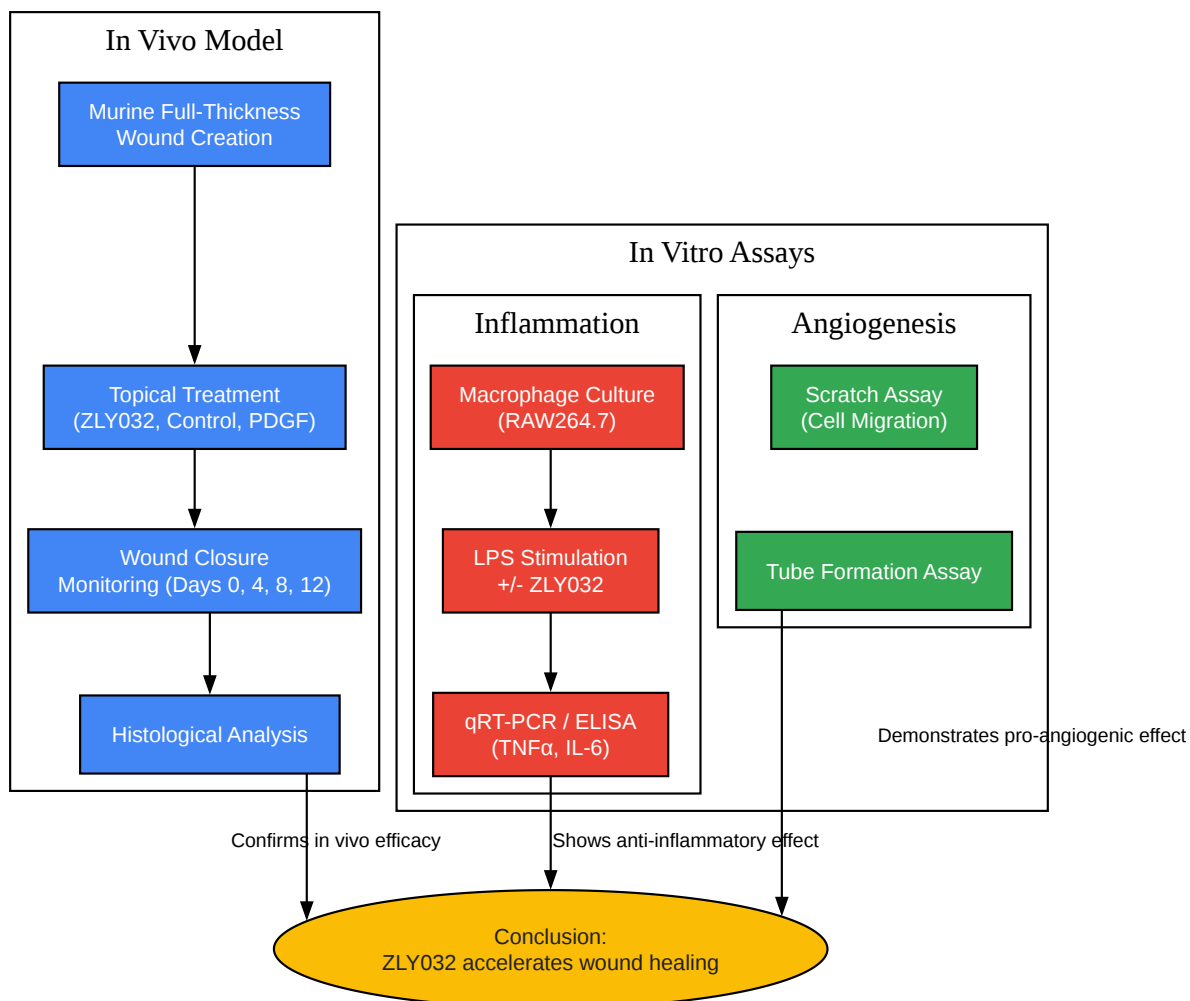 In Vivo Model
Murine Full-Thickness
Wound Creation
Topical Treatment
(ZLY032, Control, PDGF)
Wound Closure
Monitoring (Days 0, 4, 8, 12)
Histological Analysis
In Vitro Assays
Inflammation
Macrophage Culture
(RAW264.7)
LPS Stimulation
+/- ZLY032
qRT-PCR / ELISA
(TNFα, IL-6)
Angiogenesis
Scratch Assay
(Cell Migration)
Tube Formation Assay
Demonstrates pro-angiogenic effect
Confirms in vivo efficacy
Shows anti-inflammatory effect
Conclusion:
ZLY032 accelerates wound healing